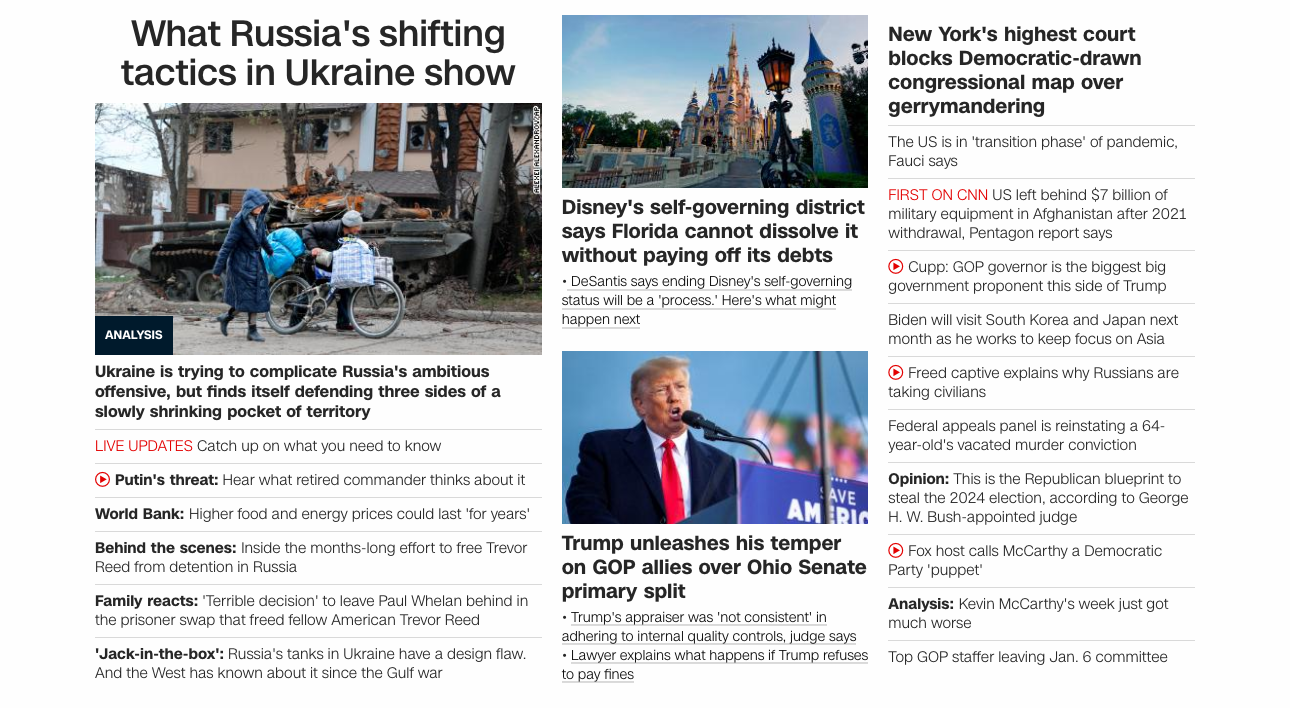 What Russia's shifting
tactics in Ukraine show
ALEXEI ALEXANDROV/AP
ANALYSIS
Ukraine is trying to complicate Russia's ambitious
offensive, but finds itself defending three sides of a
slowly shrinking pocket of territory
LIVE UPDATES Catch up on what you need to know
Putin's threat: Hear what retired commander thinks about it
World Bank: Higher food and energy prices could last 'for years'
Behind the scenes: Inside the months-long effort to free Trevor
Reed from detention in Russia
Family reacts: 'Terrible decision' to leave Paul Whelan behind in
the prisoner swap that freed fellow American Trevor Reed
'Jack-in-the-box': Russia's tanks in Ukraine have a design flaw.
And the West has known about it since the Gulf war
Disney's self-governing district
says Florida cannot dissolve it
without paying off its debts
• DeSantis says ending Disney's self-governing
status will be a 'process.' Here's what might
happen next
SAVE
AMERIC
Trump unleashes his temper
on GOP allies over Ohio Senate
primary split
• Trump's appraiser was 'not consistent' in
adhering to internal quality controls, judge says
• Lawyer explains what happens if Trump refuses
to pay fines
New York's highest court
blocks Democratic-drawn
congressional map over
gerrymandering
The US is in 'transition phase' of pandemic,
Fauci says
FIRST ON CNN US left behind $7 billion of
military equipment in Afghanistan after 2021
withdrawal, Pentagon report says
Cupp: GOP governor is the biggest big
government proponent this side of Trump
Biden will visit South Korea and Japan next
month as he works to keep focus on Asia
Freed captive explains why Russians are
taking civilians
Federal appeals panel is reinstating a 64-
year-old's vacated murder conviction
Opinion: This is the Republican blueprint to
steal the 2024 election, according to George
H. W. Bush-appointed judge
Fox host calls McCarthy a Democratic
Party 'puppet'
Analysis: Kevin McCarthy's week just got
much worse
Top GOP staffer leaving Jan. 6 committee